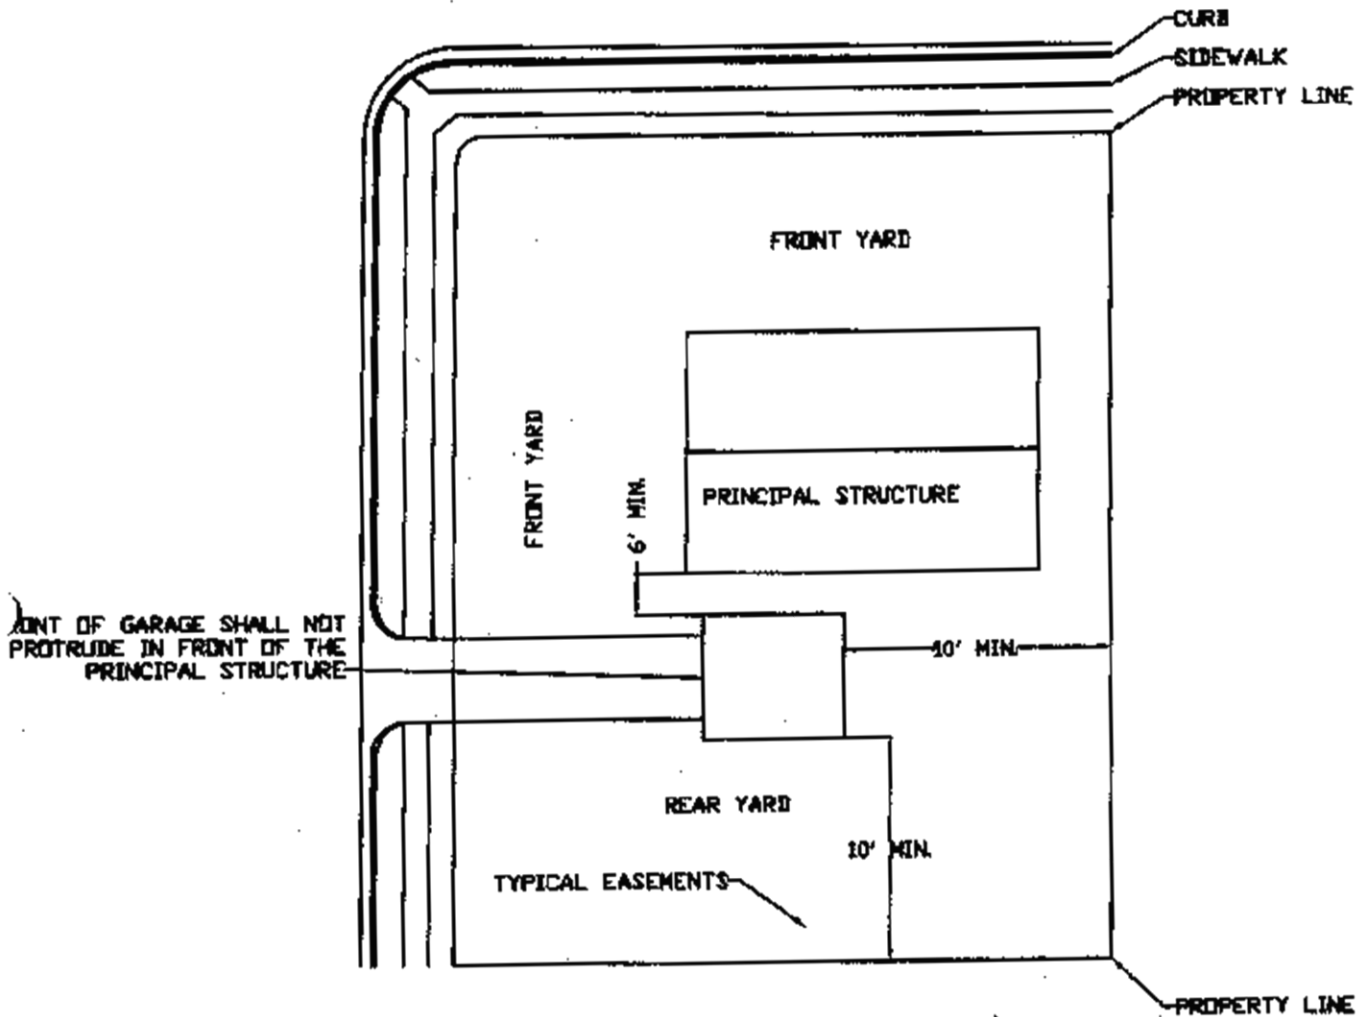 CURB
SIDEWALK
PROPERTY LINE
FRONT YARD
FRONT YARD
PRINCIPAL STRUCTURE
6' MIN.
ONT OF GARAGE SHALL NOT
PROTRUDE IN FRONT OF THE
PRINCIPAL STRUCTURE
10' MIN.
REAR YARD
10' MIN.
TYPICAL EASEMENTS
PROPERTY LINE